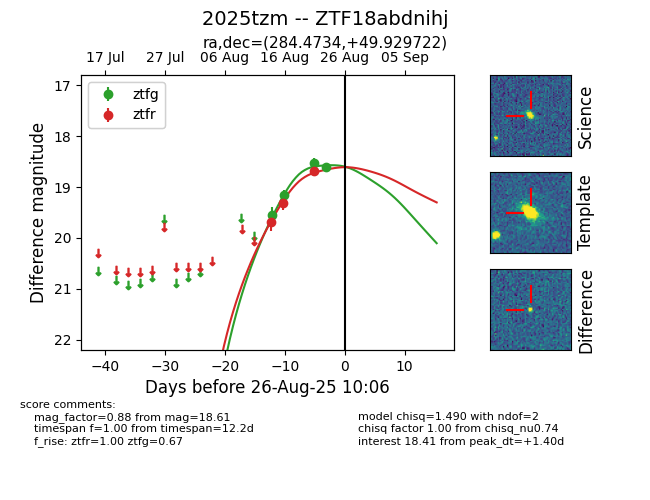 2025tzm -- ZTF18abdnihj
ra,dec=(284.4734,+49.929722)
17 Jul 27 Jul 06 Aug 16 Aug 26 Aug 05 Sep
17
18
19
20
21
22
Difference magnitude
ztfg
ztfr
−40 −30 −20 −10 0 10
Days before 26-Aug-25 10:06
Science
Template
Difference
score comments:
mag_factor=0.88 from mag=18.61
timespan f=1.00 from timespan=12.2d
f_rise: ztfr=1.00 ztfg=0.67
model chisq=1.490 with ndof=2
chisq factor 1.00 from chisq_nu0.74
interest 18.41 from peak_dt=+1.40d